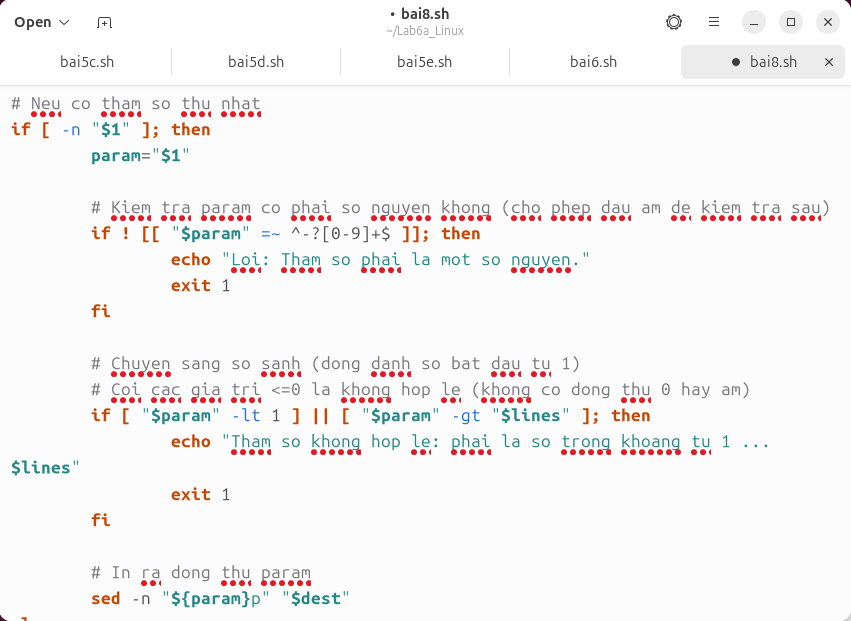 Open
• bai8.sh
~/Lab6a_Linux
bai5c.sh bai5d.sh bai5e.sh bai6.sh ● bai8.sh ×
# Neu co tham so thu nhat
if [ -n "$1" ]; then
param="$1"
# Kiem tra param co phai so nguyen khong (cho phep dau am de kiem tra sau)
if ! [[ "$param" =~ ^-?[0-9]+$ ]]; then
echo "Loi: Tham so phai la mot so nguyen."
exit 1
fi
# Chuyen sang so sanh (dong danh so bat dau tu 1)
# Coi cac gia tri <=0 la khong hop le (khong co dong thu 0 hay am)
if [ "$param" -lt 1 ] || [ "$param" -gt "$lines" ]; then
echo "Tham so khong hop le: phai la so trong khoang tu 1 ...
$lines"
exit 1
fi
# In ra dong thu param
sed -n "${param}p" "$dest"